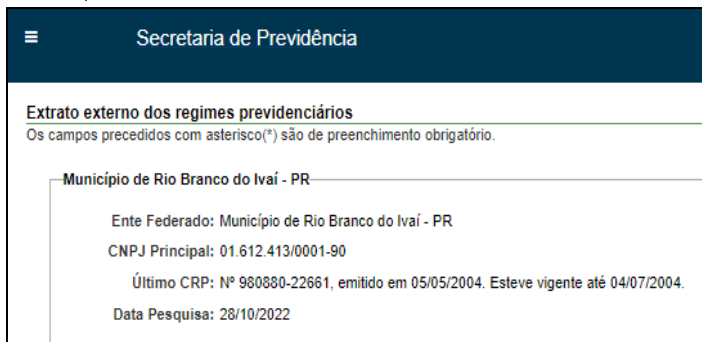 ≡ Secretaria de Previdência
Extrato externo dos regimes previdenciários
Os campos precedidos com asterisco(*) são de preenchimento obrigatório.
Município de Rio Branco do Ivaí - PR
Ente Federado: Município de Rio Branco do Ivaí - PR
CNPJ Principal: 01.612.413/0001-90
Último CRP: Nº 980880-22661, emitido em 05/05/2004. Esteve vigente até 04/07/2004.
Data Pesquisa: 28/10/2022